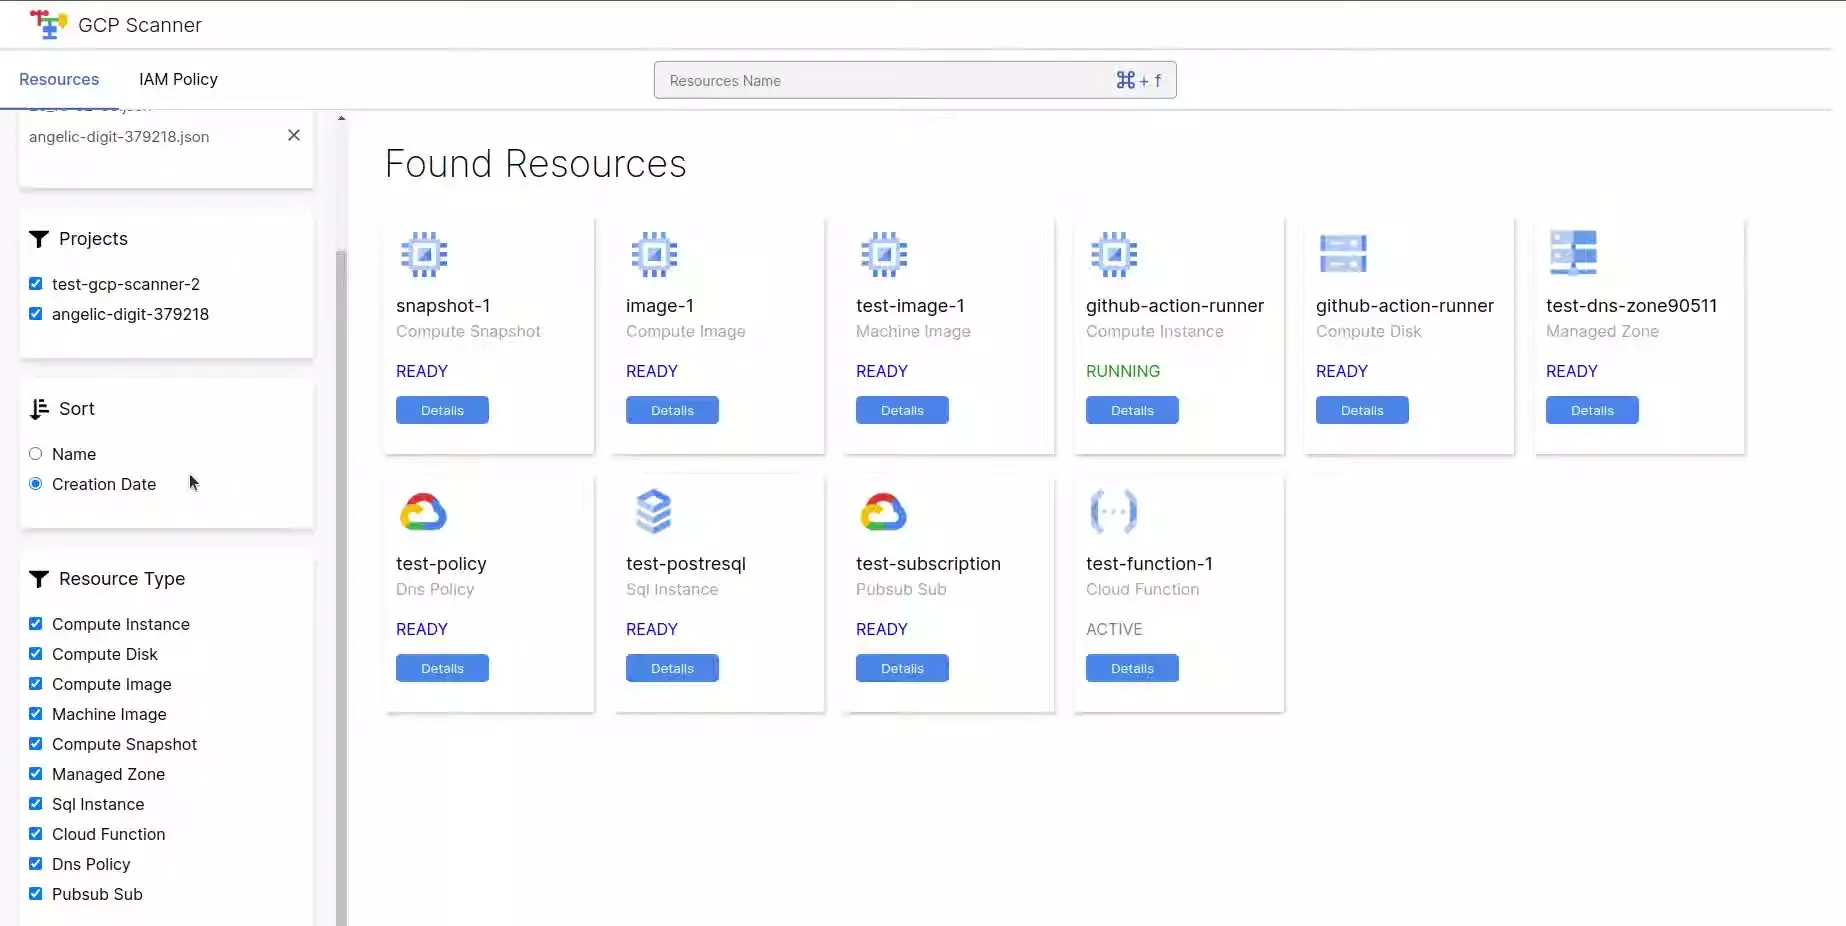 GCP Scanner
Resources
IAM Policy
Resources Name
⌘ + f
angelic-digit-379218.json
Projects
test-gcp-scanner-2
angelic-digit-379218
Sort
Name
Creation Date
Resource Type
Compute Instance
Compute Disk
Compute Image
Machine Image
Compute Snapshot
Managed Zone
Sql Instance
Cloud Function
Dns Policy
Pubsub Sub
Found Resources
snapshot-1
Compute Snapshot
READY
Details
image-1
Compute Image
READY
Details
test-image-1
Machine Image
READY
Details
github-action-runner
Compute Instance
RUNNING
Details
github-action-runner
Compute Disk
READY
Details
test-dns-zone90511
Managed Zone
READY
Details
test-policy
Dns Policy
READY
Details
test-postresql
Sql Instance
READY
Details
test-subscription
Pubsub Sub
READY
Details
test-function-1
Cloud Function
ACTIVE
Details